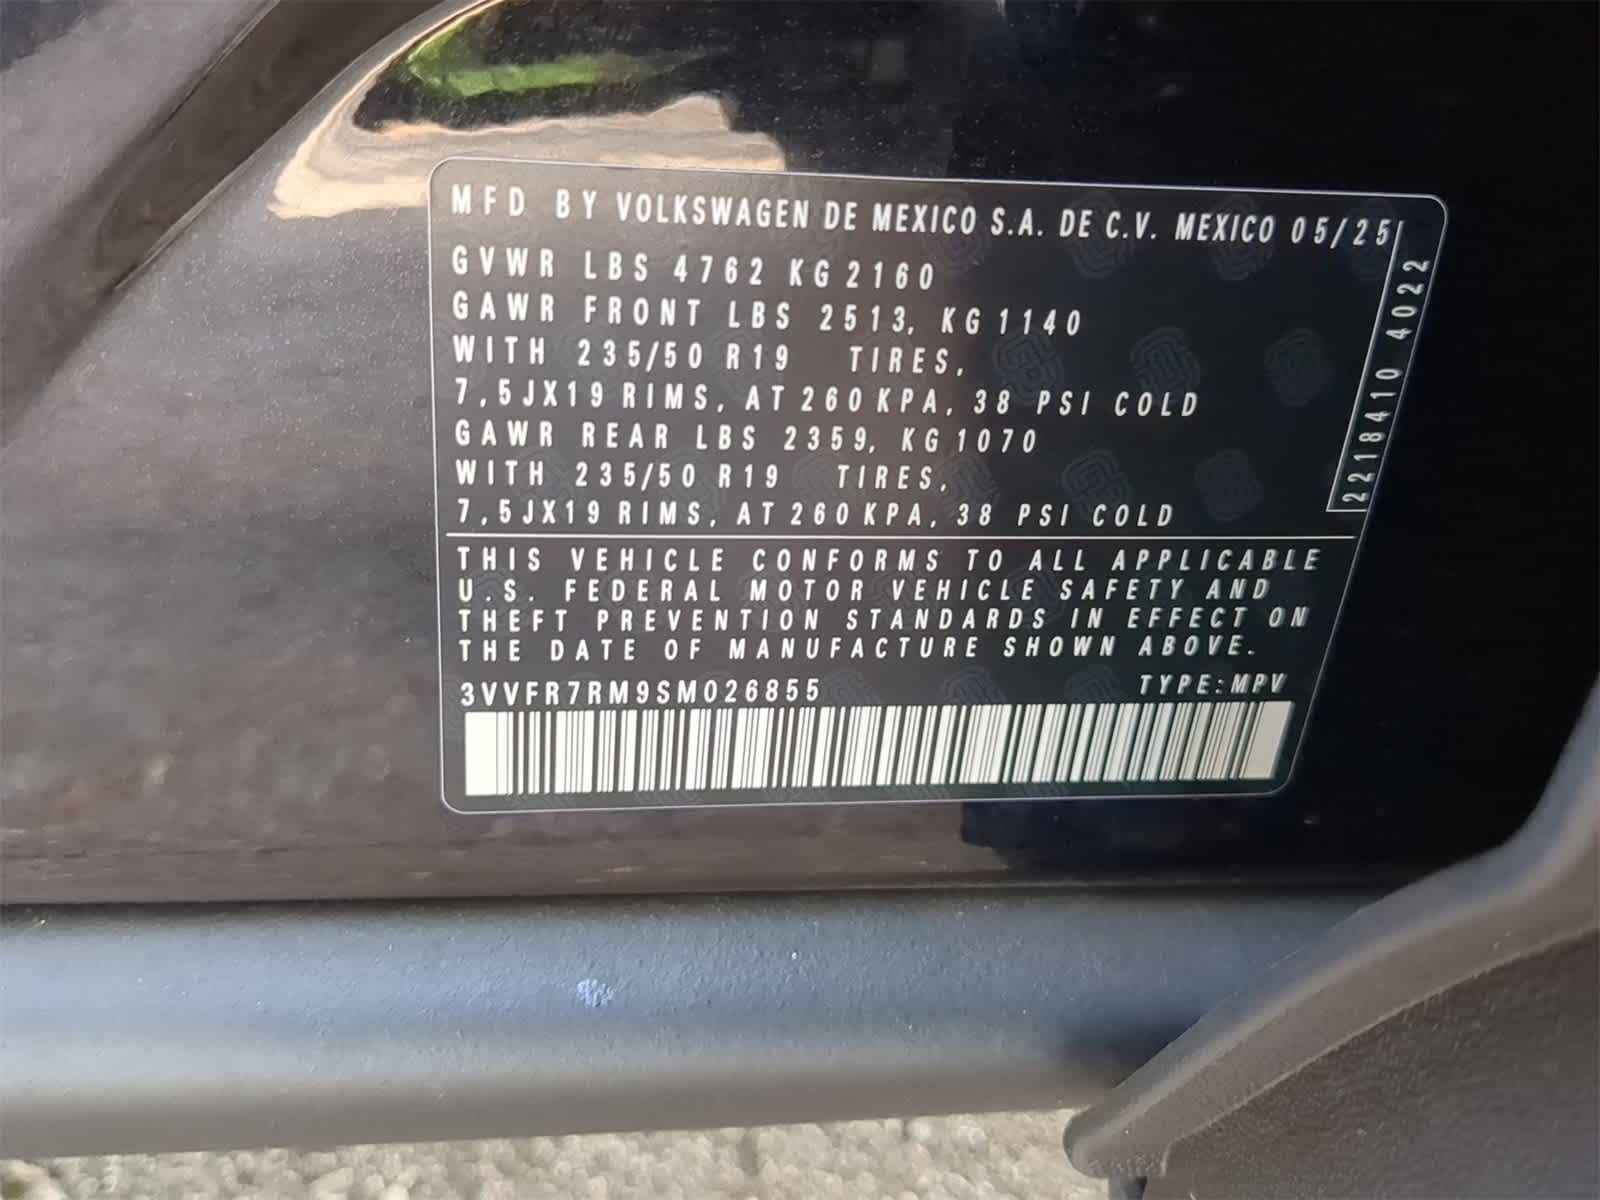 MFD BY VOLKSWAGEN DE MEXICO S.A. DE C.V. MEXICO 05/25
GVWR LBS 4762 KG 2160
GAWR FRONT LBS 2513, KG 1140
WITH 235/50 R19 TIRES,
7,5JX19 RIMS, AT 260 KPA, 38 PSI COLD
GAWR REAR LBS 2359, KG 1070
WITH 235/50 R19 TIRES,
7,5JX19 RIMS, AT 260 KPA, 38 PSI COLD
2218410 4022
THIS VEHICLE CONFORMS TO ALL APPLICABLE
U.S. FEDERAL MOTOR VEHICLE SAFETY AND
THEFT PREVENTION STANDARDS IN EFFECT ON
THE DATE OF MANUFACTURE SHOWN ABOVE.
3VVFR7RM9SM026855 TYPE:MPV